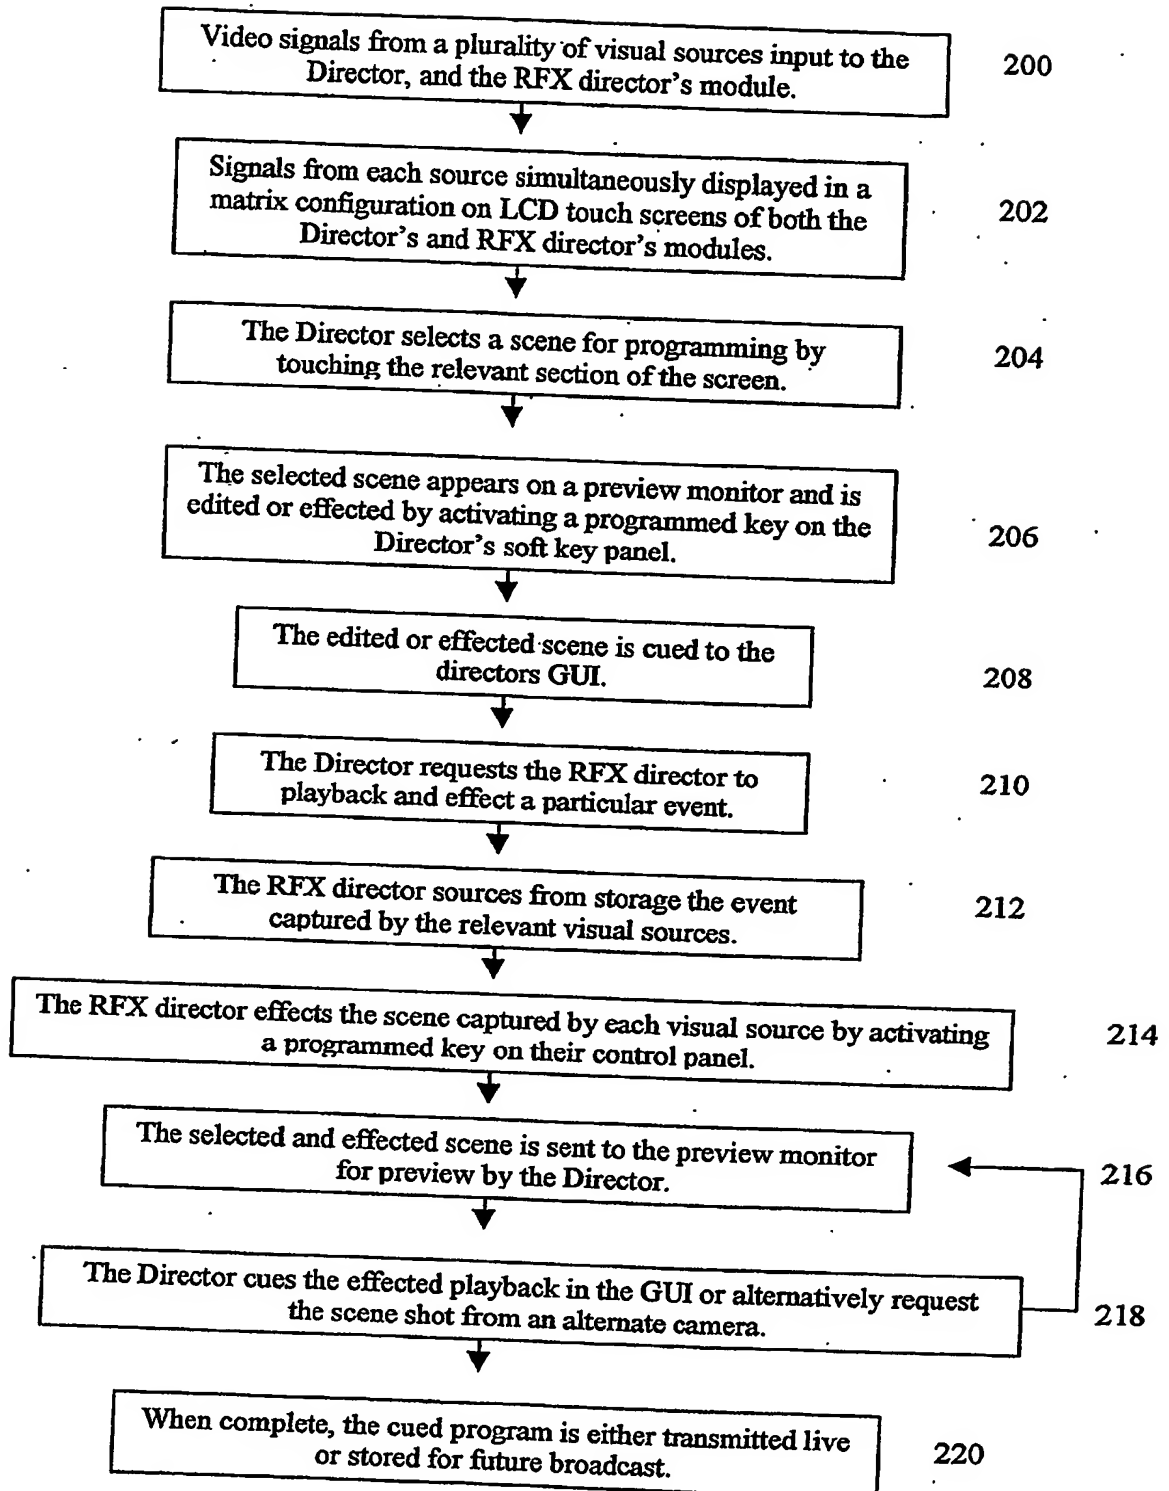 Video signals from a plurality of visual sources input to the
Director, and the RFX director's module.
200
Signals from each source simultaneously displayed in a
matrix configuration on LCD touch screens of both the
Director's and RFX director's modules.
202
The Director selects a scene for programming by
touching the relevant section of the screen.
204
The selected scene appears on a preview monitor and is
edited or effected by activating a programmed key on the
Director's soft key panel.
206
The edited or effected scene is cued to the
directors GUI.
208
The Director requests the RFX director to
playback and effect a particular event.
210
The RFX director sources from storage the event
captured by the relevant visual sources.
212
The RFX director effects the scene captured by each visual source by activating
a programmed key on their control panel.
214
The selected and effected scene is sent to the preview monitor
for preview by the Director.
216
The Director cues the effected playback in the GUI or alternatively request
the scene shot from an alternate camera.
218
When complete, the cued program is either transmitted live
or stored for future broadcast.
220